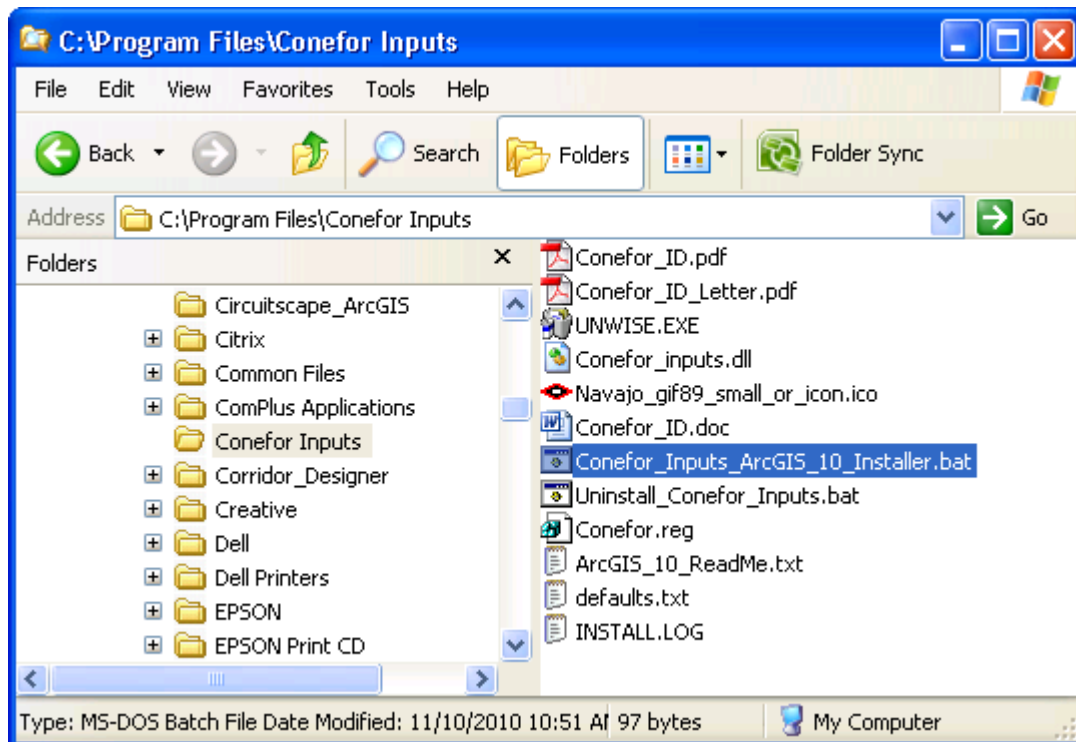 C:\Program Files\Conefor Inputs
File Edit View Favorites Tools Help
Back Search Folders Folder Sync
Address C:\Program Files\Conefor Inputs Go
Folders
Circuitscape_ArcGIS
Citrix
Common Files
ComPlus Applications
Conefor Inputs
Corridor_Designer
Creative
Dell
Dell Printers
EPSON
EPSON Print CD
Conefor_ID.pdf
Conefor_ID_Letter.pdf
UNWISE.EXE
Conefor_inputs.dll
Navajo_gif89_small_or_icon.ico
Conefor_ID.doc
Conefor_Inputs_ArcGIS_10_Installer.bat
Uninstall_Conefor_Inputs.bat
Conefor.reg
ArcGIS_10_ReadMe.txt
defaults.txt
INSTALL.LOG
Type: MS-DOS Batch File Date Modified: 11/10/2010 10:51 AM 97 bytes My Computer